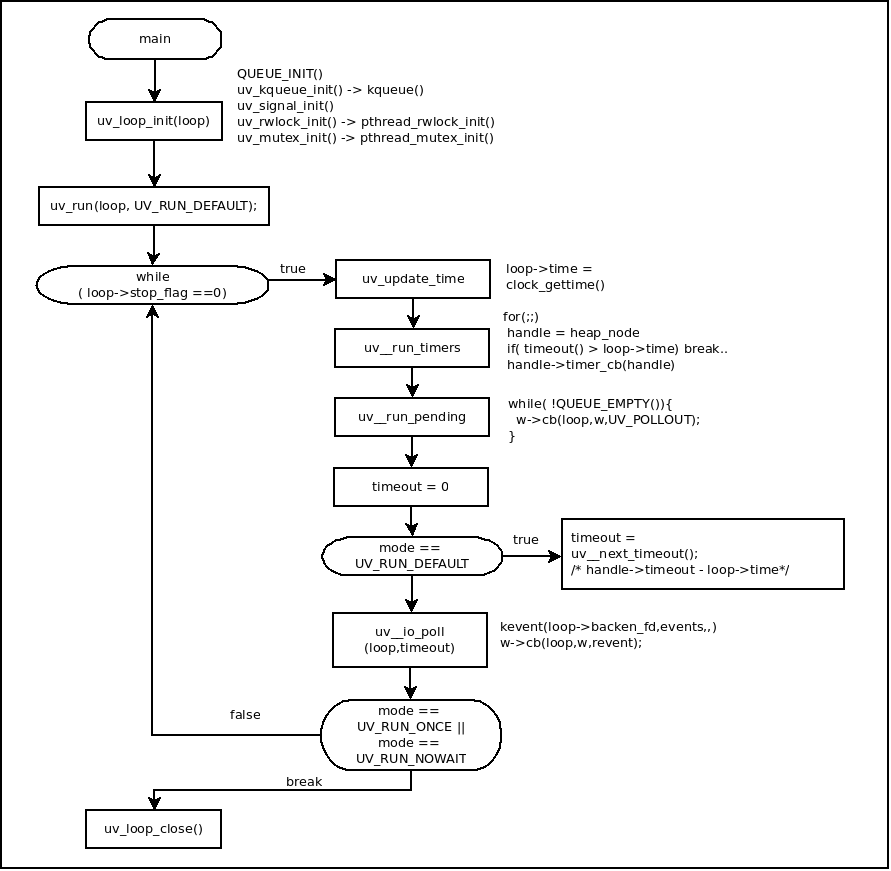 main
QUEUE_INIT()
uv_kqueue_init() -> kqueue()
uv_signal_init()
uv_rwlock_init() -> pthread_rwlock_init()
uv_mutex_init() -> pthread_mutex_init()
uv_loop_init(loop)
uv_run(loop, UV_RUN_DEFAULT);
while
( loop->stop_flag ==0)
true
uv_update_time
loop->time =
clock_gettime()
for(;;)
handle = heap_node
if( timeout() > loop->time) break..
handle->timer_cb(handle)
uv__run_timers
while( !QUEUE_EMPTY()){
w->cb(loop,w,UV_POLLOUT);
}
uv__run_pending
timeout = 0
mode ==
UV_RUN_DEFAULT
true
timeout =
uv__next_timeout();
/* handle->timeout - loop->time*/
uv__io_poll
(loop,timeout)
kevent(loop->backen_fd,events,,)
w->cb(loop,w,revent);
mode ==
UV_RUN_ONCE ||
mode ==
UV_RUN_NOWAIT
false
break
uv_loop_close()